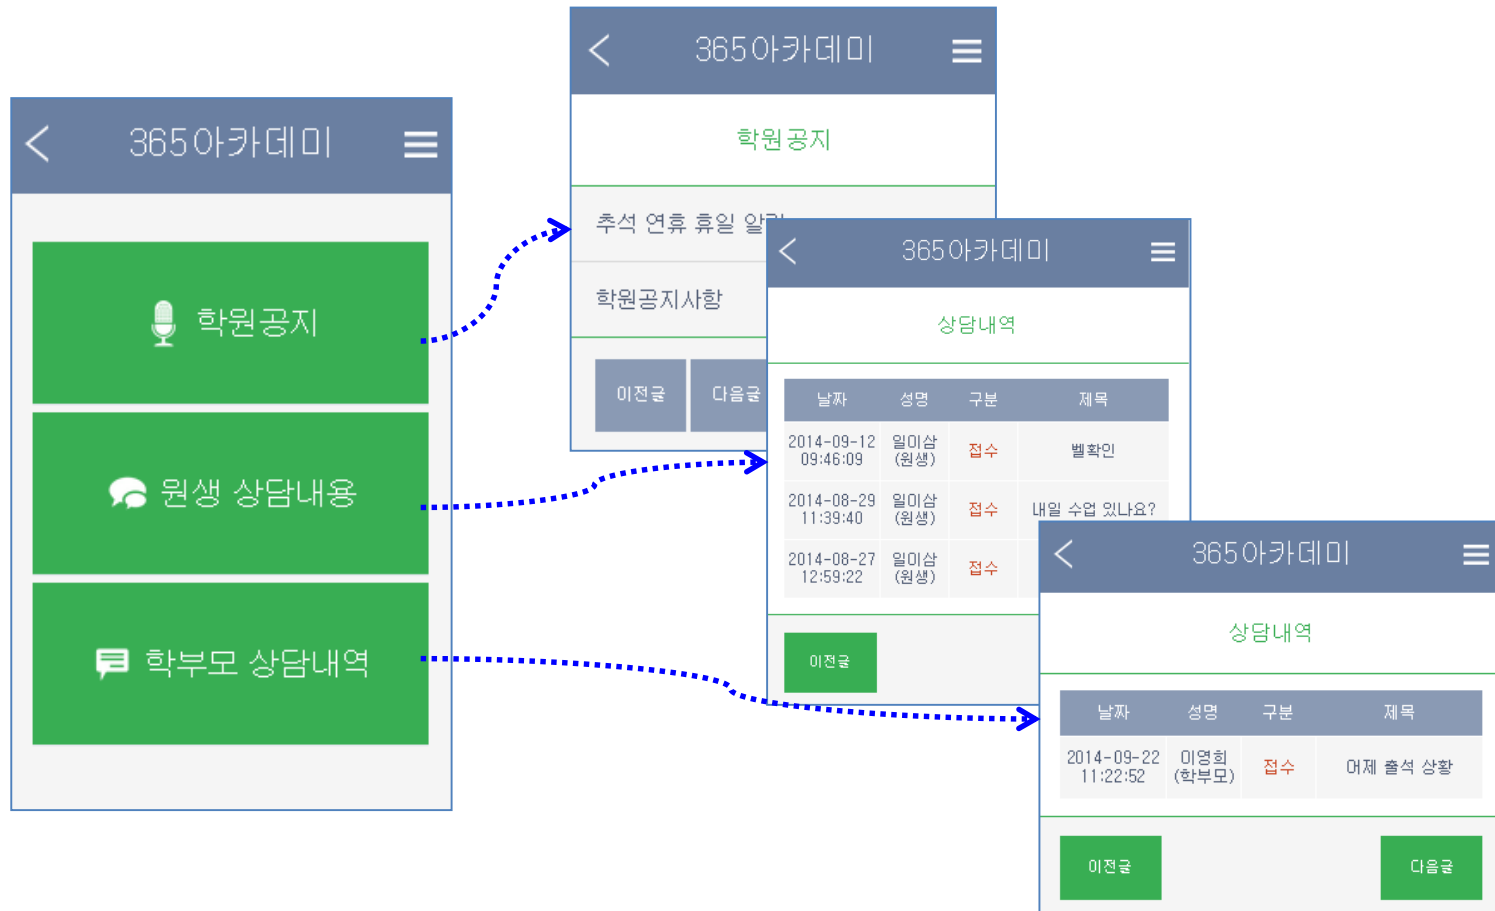 365아카데미
학원공지
원생 상담내용
학부모 상담내역
365아카데미
학원공지
추석 연휴 휴일
학원공지사항
이전글 다음글
365아카데미
상담내역
날짜 성명 구분 제목
2014-09-12 일이삼 접수 벨확인
09:46:09 (원생)
2014-08-29 일이삼 접수 내일 수업 있나요?
11:39:40 (원생)
2014-08-27 일이삼 접수
12:59:22 (원생)
이전글
365아카데미
상담내역
날짜 성명 구분 제목
2014-09-22 이영희 접수 어제 출석 상황
11:22:52 (학부모)
이전글 다음글